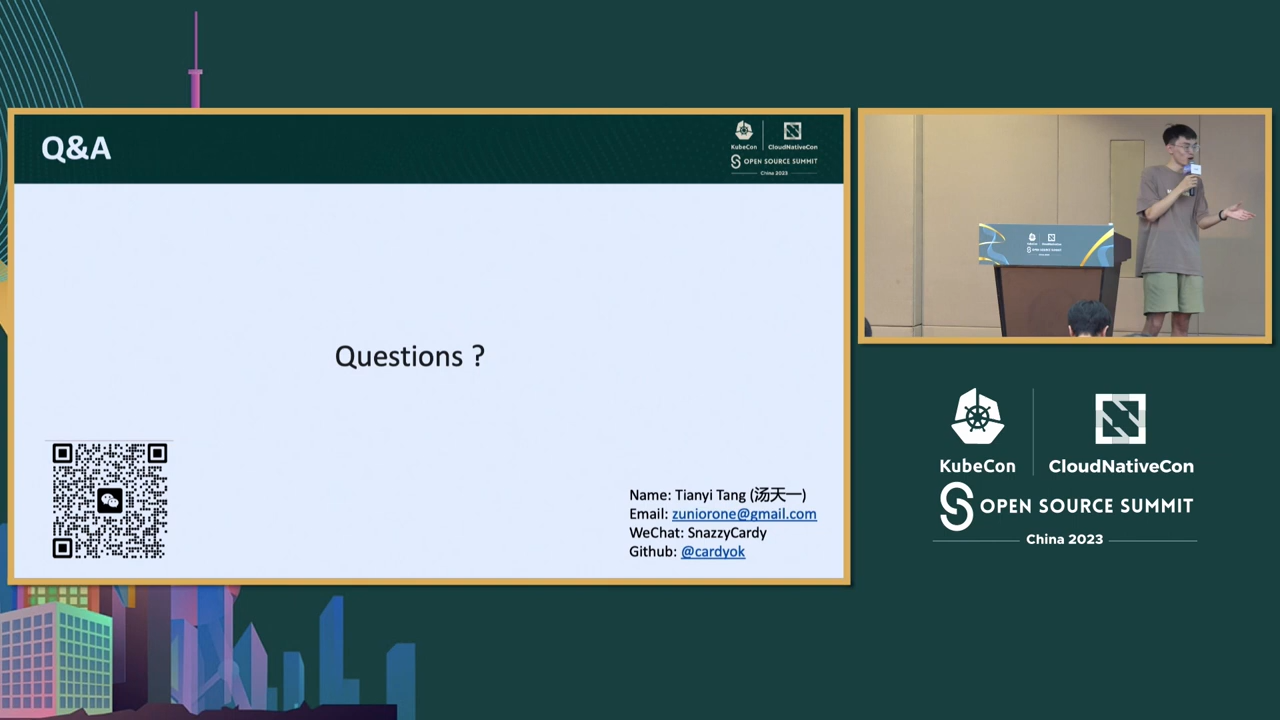 Q&A
KubeCon
CloudNativeCon
OPEN SOURCE SUMMIT
China 2023
Questions ?
Name: Tianyi Tang (汤天一)
Email: zuniorone@gmail.com
WeChat: SnazzyCardy
Github: @cardyok
KubeCon
CloudNativeCon
OPEN SOURCE SUMMIT
China 2023